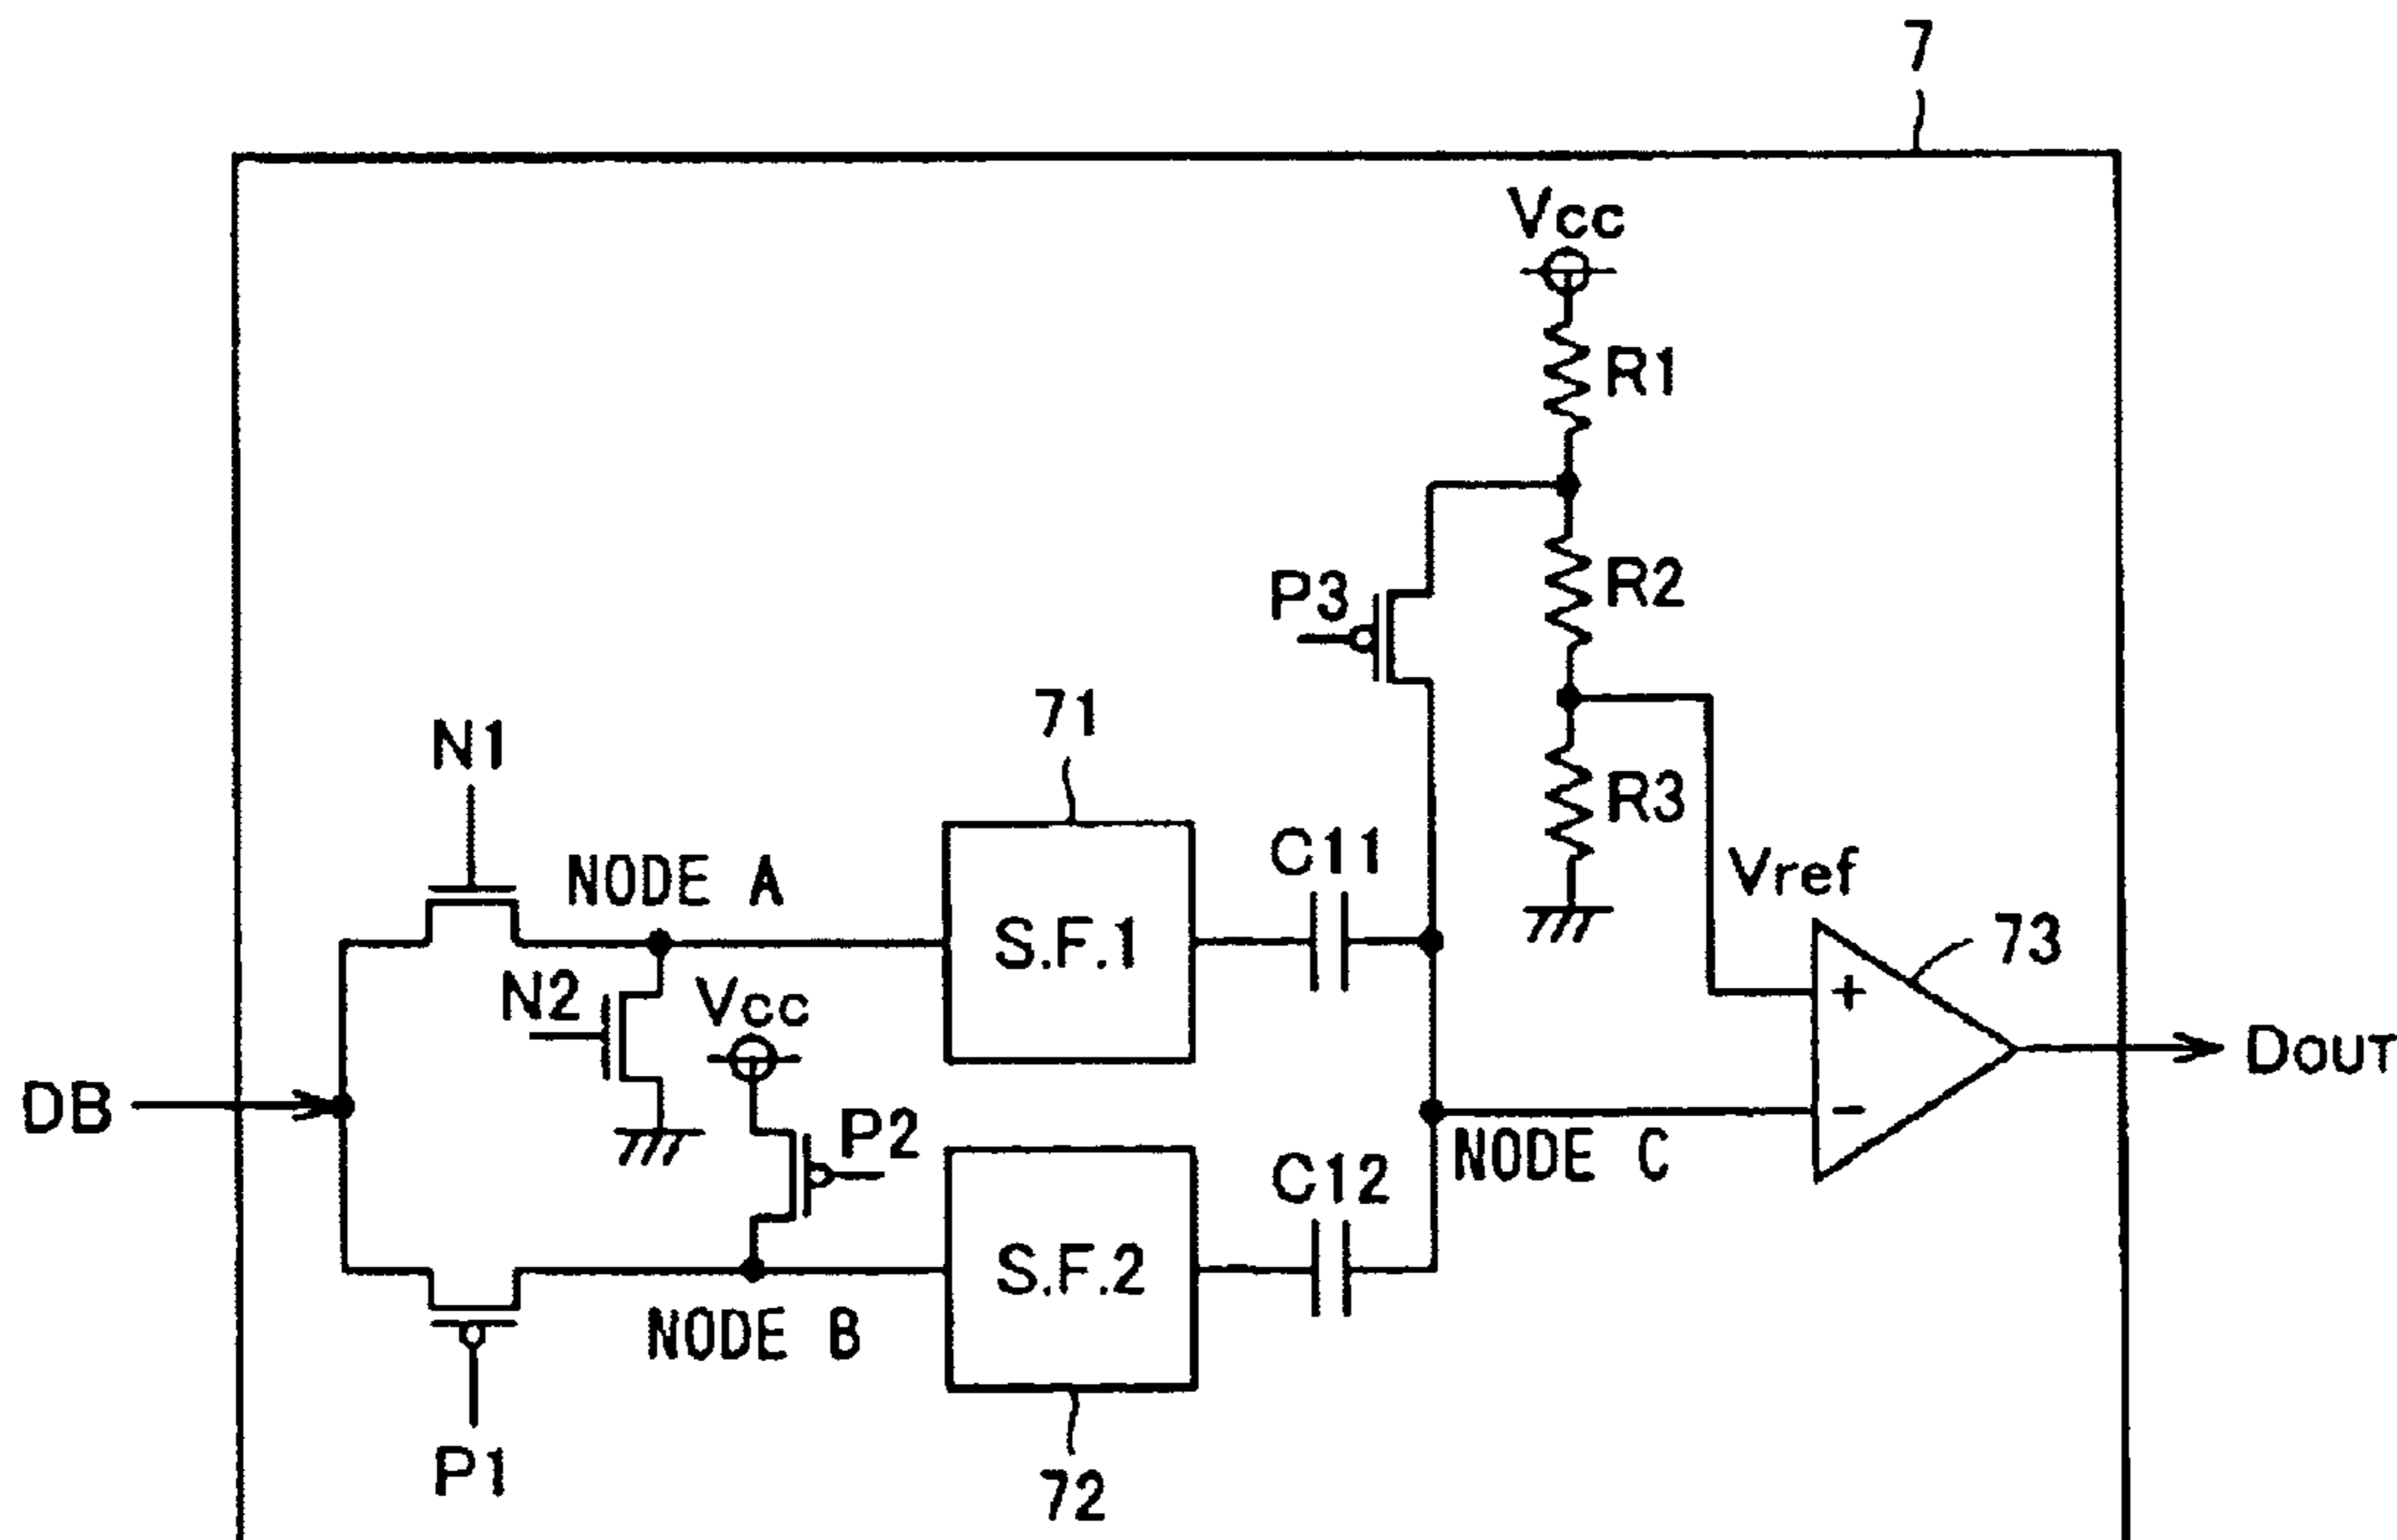 7
Vcc
R1
P3
R2
71
N1
R3
C11
NODE A
Vref
S.F.1
73
N2
Vcc
+
DOUT
DB
P2
-
NODE C
C12
S.F.2
NODE B
P1
72